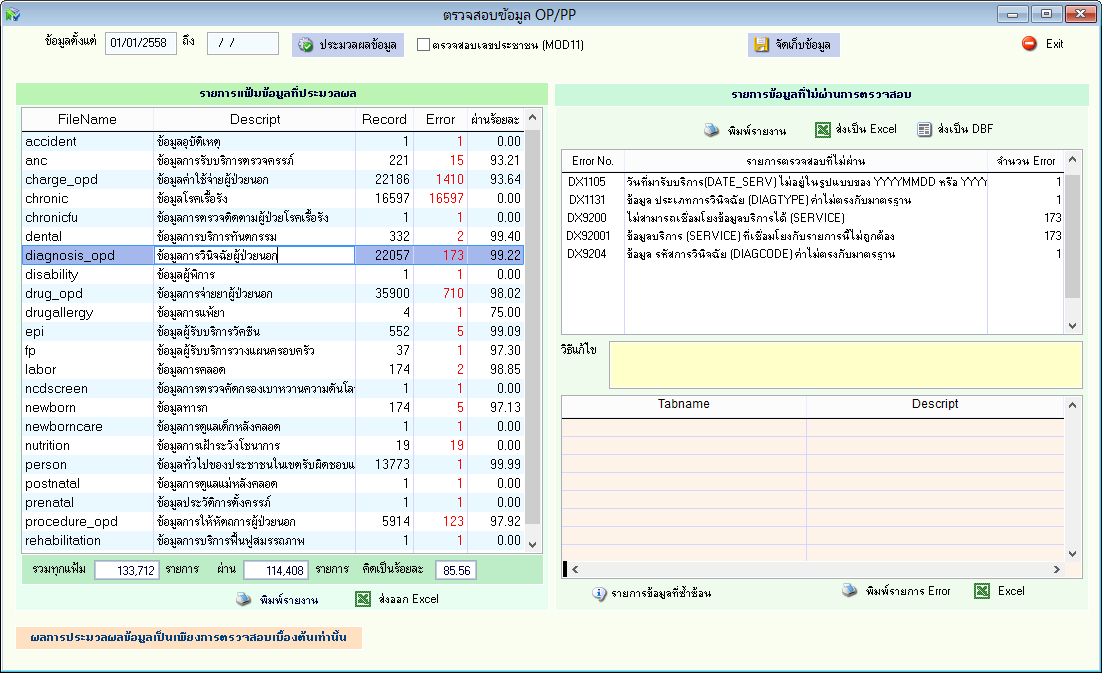 ตรวจสอบข้อมูล OP/PP
ข้อมูลตั้งแต่ 01/01/2558 ถึง / / ประมวลผลข้อมูล ตรวจสอบเลขประชาชน (MOD11) จัดเก็บข้อมูล Exit
รายการแฟ้มข้อมูลที่ประมวลผล
FileName Descript Record Error ผ่านร้อยละ
accident ข้อมูลอุบัติเหตุ 1 1 0.00
anc ข้อมูลการรับบริการตรวจครรภ์ 221 15 93.21
charge_opd ข้อมูลค่าใช้จ่ายผู้ป่วยนอก 22186 1410 93.64
chronic ข้อมูลโรคเรื้อรัง 16597 16597 0.00
chronicfu ข้อมูลการตรวจติดตามผู้ป่วยโรคเรื้อรัง 1 1 0.00
dental ข้อมูลการบริการทันตกรรม 332 2 99.40
diagnosis_opd ข้อมูลการวินิจฉัยผู้ป่วยนอก 22057 173 99.22
disability ข้อมูลผู้พิการ 1 1 0.00
drug_opd ข้อมูลการจ่ายยาผู้ป่วยนอก 35900 710 98.02
drugallergy ข้อมูลการแพ้ยา 4 1 75.00
epi ข้อมูลผู้รับบริการวัคซีน 552 5 99.09
fp ข้อมูลผู้รับบริการวางแผนครอบครัว 37 1 97.30
labor ข้อมูลการคลอด 174 2 98.85
ncdscreen ข้อมูลการตรวจคัดกรองเบาหวานความดันโล 1 1 0.00
newborn ข้อมูลทารก 174 5 97.13
newborncare ข้อมูลการดูแลเด็กหลังคลอด 1 1 0.00
nutrition ข้อมูลการเฝ้าระวังโชนาการ 19 19 0.00
person ข้อมูลทั่วไปของประชาชนในเขตรับผิดชอบแ 13773 1 99.99
postnatal ข้อมูลการดูแลแม่หลังคลอด 1 1 0.00
prenatal ข้อมูลประวัติการตั้งครรภ์ 1 1 0.00
procedure_opd ข้อมูลการให้หัตถการผู้ป่วยนอก 5914 123 97.92
rehabilitation ข้อมูลการบริการฟื้นฟูสมรรถภาพ 1 1 0.00
รวมทุกแฟ้ม 133,712 รายการ ผ่าน 114,408 รายการ คิดเป็นร้อยละ 85.56
พิมพ์รายงาน ส่งออก Excel
ผลการประมวลผลข้อมูลเป็นเพียงการตรวจสอบเบื้องต้นเท่านั้น
รายการข้อมูลที่ไม่ผ่านการตรวจสอบ
พิมพ์รายงาน ส่งเป็น Excel ส่งเป็น DBF
Error No. รายการตรวจสอบที่ไม่ผ่าน จำนวน Error
DX1105 วันที่มารับบริการ(DATE_SERV) ไม่อยู่ในรูปแบบของ YYYYMMDD หรือ YYYY 1
DX1131 ข้อมูล ประเภทการวินิจฉัย (DIAGTYPE) ค่าไม่ตรงกับมาตรฐาน 1
DX9200 ไม่สามารถเชื่อมโยงข้อมูลบริการได้ (SERVICE) 173
DX92001 ข้อมูลบริการ (SERVICE) ที่เชื่อมโยงกับรายการนี้ไม่ถูกต้อง 173
DX9204 ข้อมูล รหัสการวินิจฉัย (DIAGCODE) ค่าไม่ตรงกับมาตรฐาน 1
วิธีแก้ไข
Tabname Descript
รายการข้อมูลที่ซ้ำซ้อน พิมพ์รายการ Error Excel